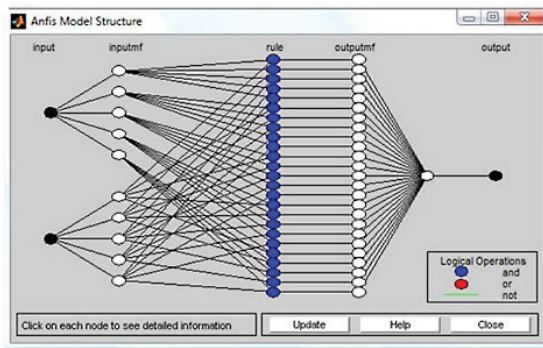 Anfis Model Structure
input inputmf rule outputmf output
Logical Operations
and
or
not
Click on each node to see detailed information
Update Help Close